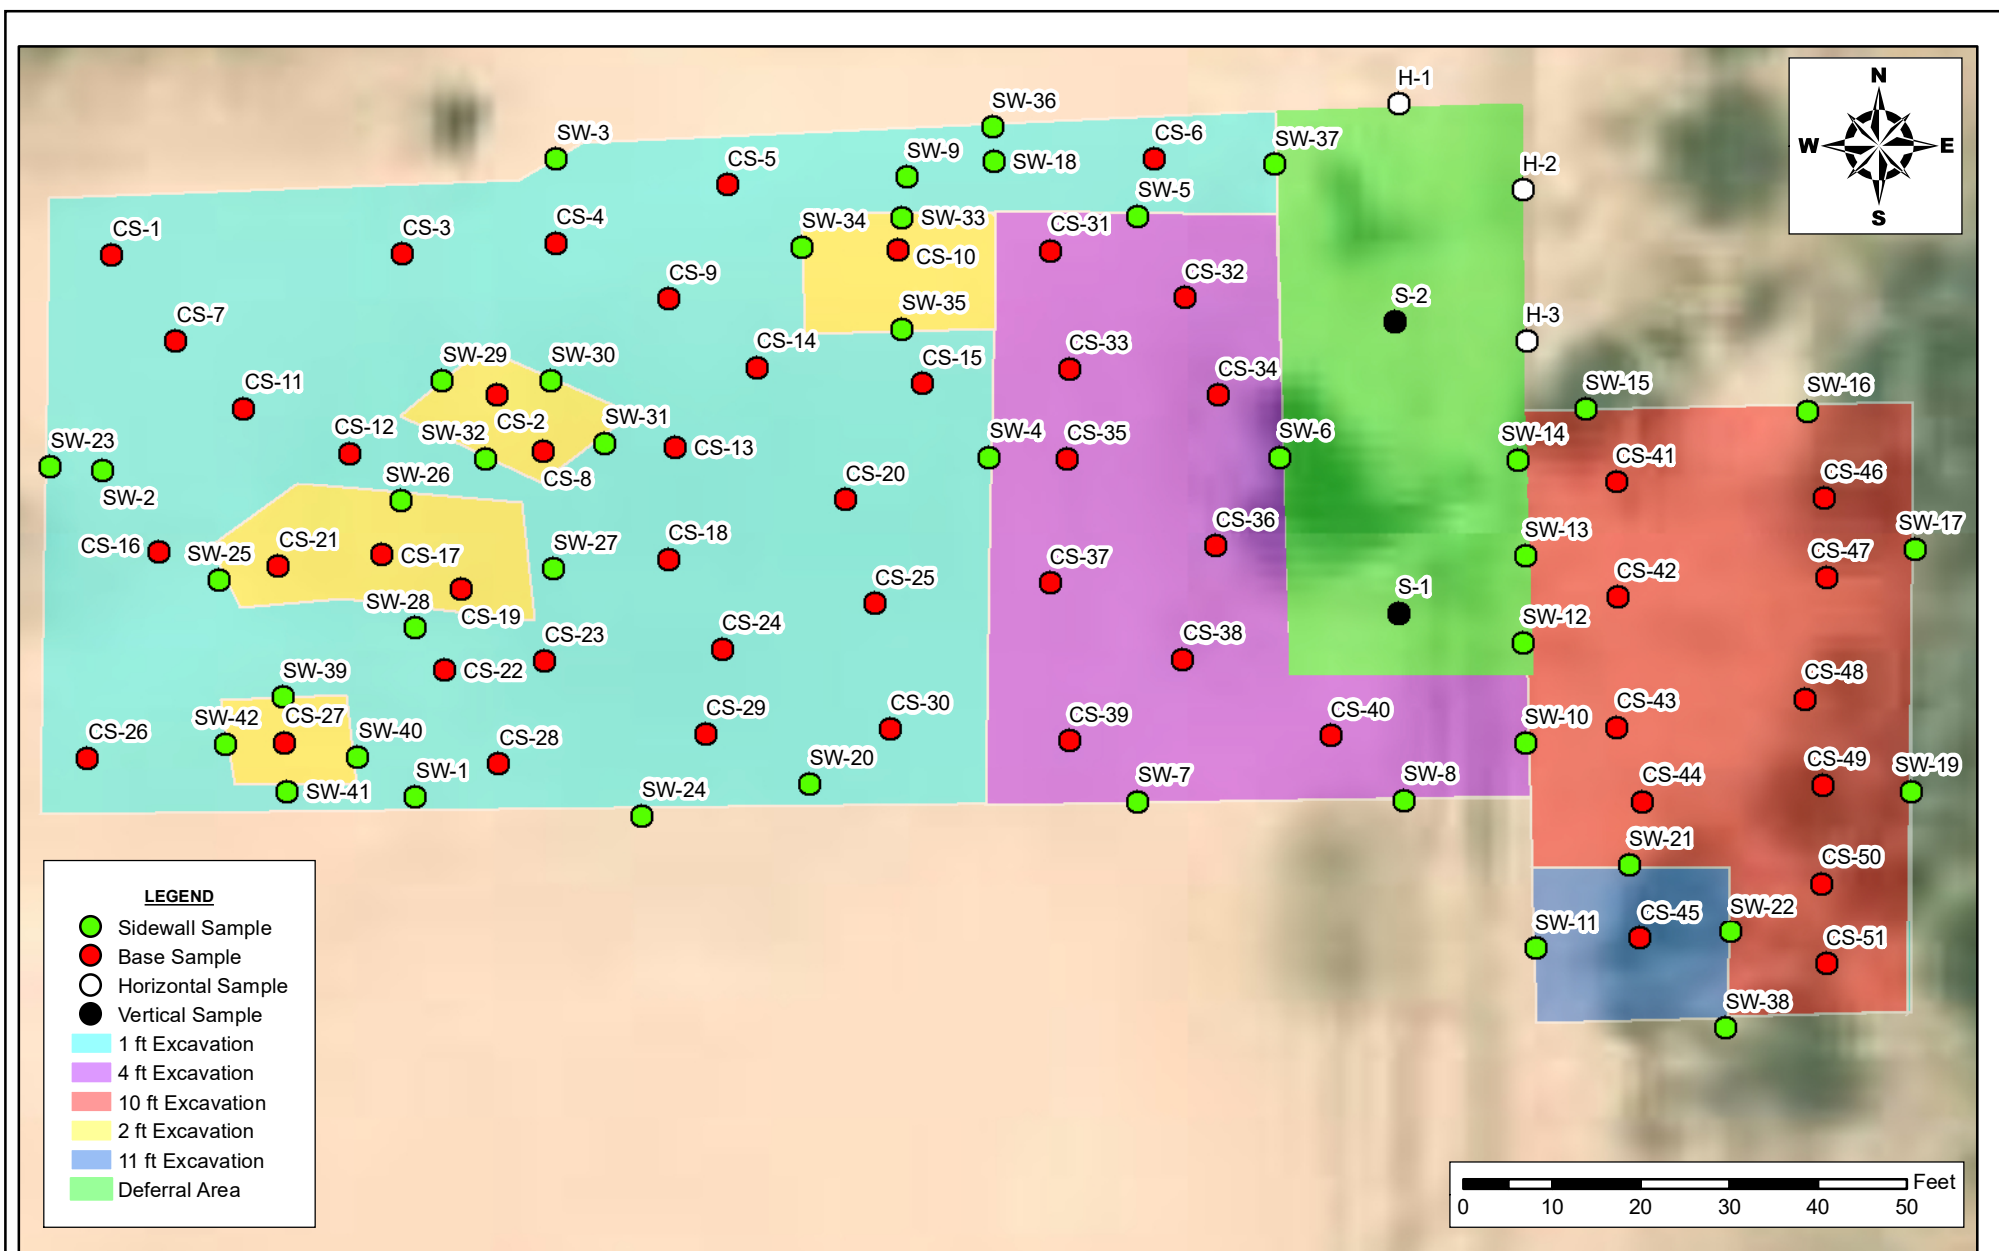 H-1
N
W
E
S
SW-36
SW-3
CS-6
SW-37
SW-9
SW-18
CS-5
H-2
SW-5
CS-1
CS-3
CS-4
SW-34
SW-33
CS-31
CS-10
CS-9
CS-32
S-2
CS-7
SW-35
H-3
SW-29
SW-30
CS-14
CS-15
CS-33
CS-34
CS-11
SW-15
SW-16
CS-12
SW-32
CS-2
SW-31
CS-13
SW-4
CS-35
SW-6
SW-14
CS-41
SW-23
SW-2
SW-26
CS-8
CS-20
CS-46
CS-16
SW-25
CS-21
CS-17
SW-27
CS-18
CS-36
SW-13
SW-17
CS-37
CS-42
CS-47
SW-28
CS-19
CS-25
S-1
SW-12
CS-23
CS-24
CS-38
SW-39
CS-22
CS-48
CS-26
SW-42
CS-27
SW-40
CS-28
CS-29
CS-30
CS-39
CS-40
SW-10
CS-43
SW-41
SW-1
SW-24
SW-20
SW-7
SW-8
CS-44
CS-49
SW-19
SW-21
CS-50
SW-11
CS-45
SW-22
CS-51
SW-38
LEGEND
Sidewall Sample
Base Sample
Horizontal Sample
Vertical Sample
1 ft Excavation
4 ft Excavation
10 ft Excavation
2 ft Excavation
11 ft Excavation
Deferral Area
Feet
0 10 20 30 40 50